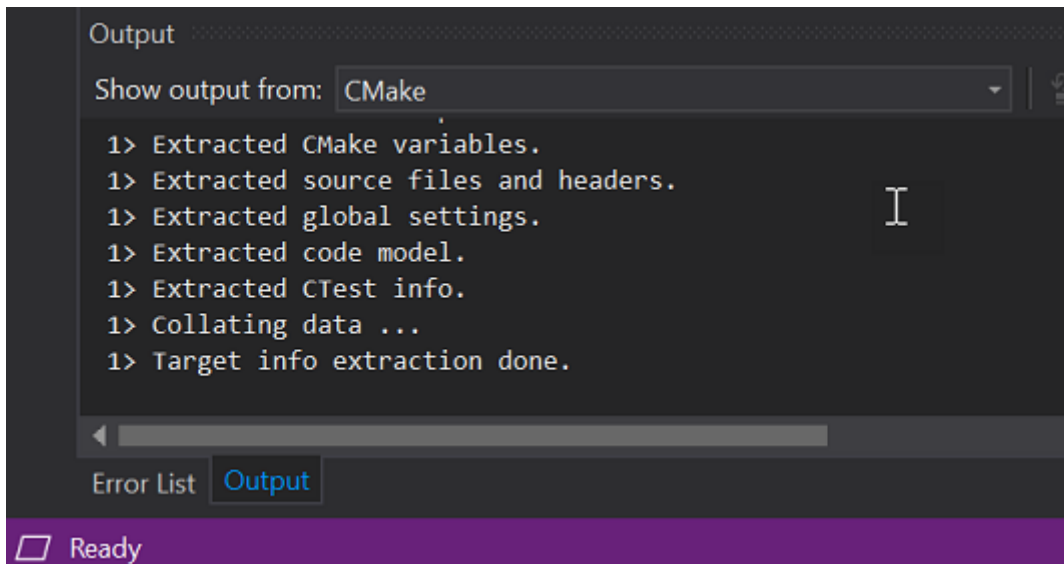 Output
Show output from: CMake
1> Extracted CMake variables.
1> Extracted source files and headers.
1> Extracted global settings.
1> Extracted code model.
1> Extracted CTest info.
1> Collating data ...
1> Target info extraction done.
Error List Output
Ready